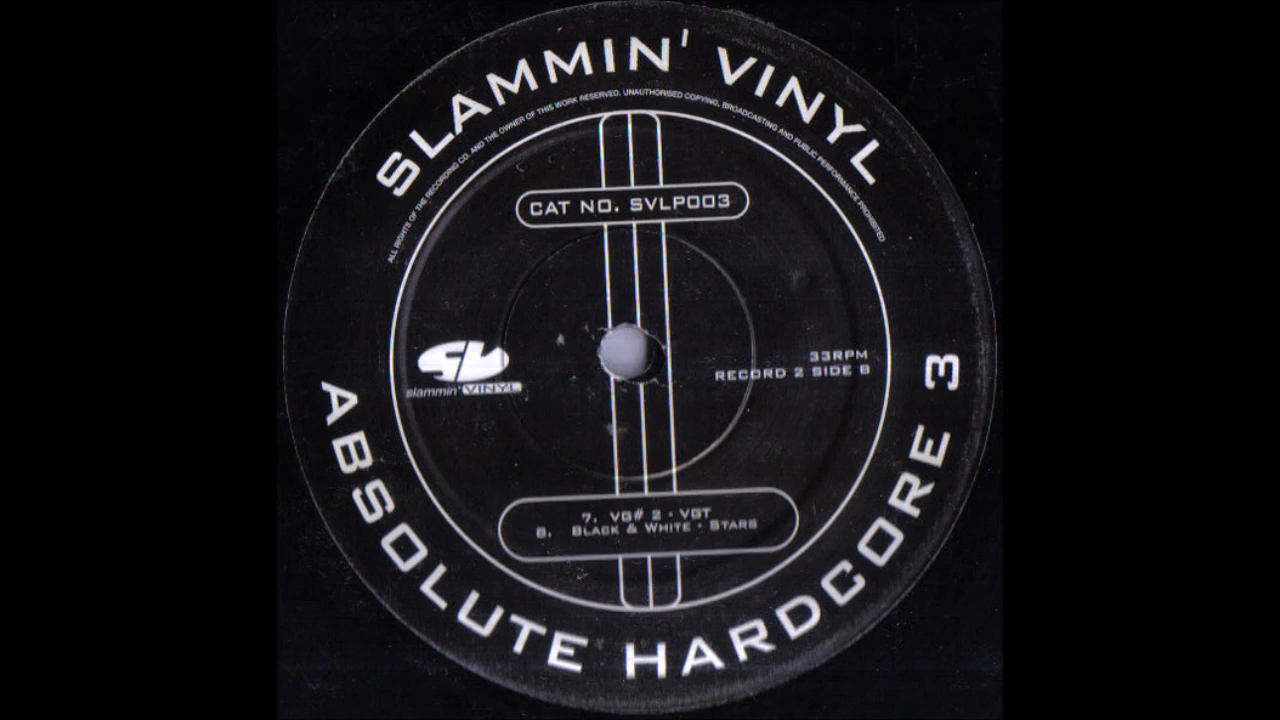 SLAMMIN' VINYL
ALL RIGHTS OF THE RECORDING CO. AND THE OWNER OF THIS WORK RESERVED. UNAUTHORISED COPYING, BROADCASTING AND PUBLIC PERFORMANCE PROHIBITED
CAT NO. SVLP003
SL
slammin' VINYL
33RPM
RECORD 2 SIDE B
7. VG# 2 • VGT
8. BLACK & WHITE • STARS
ABSOLUTE HARDCORE 3